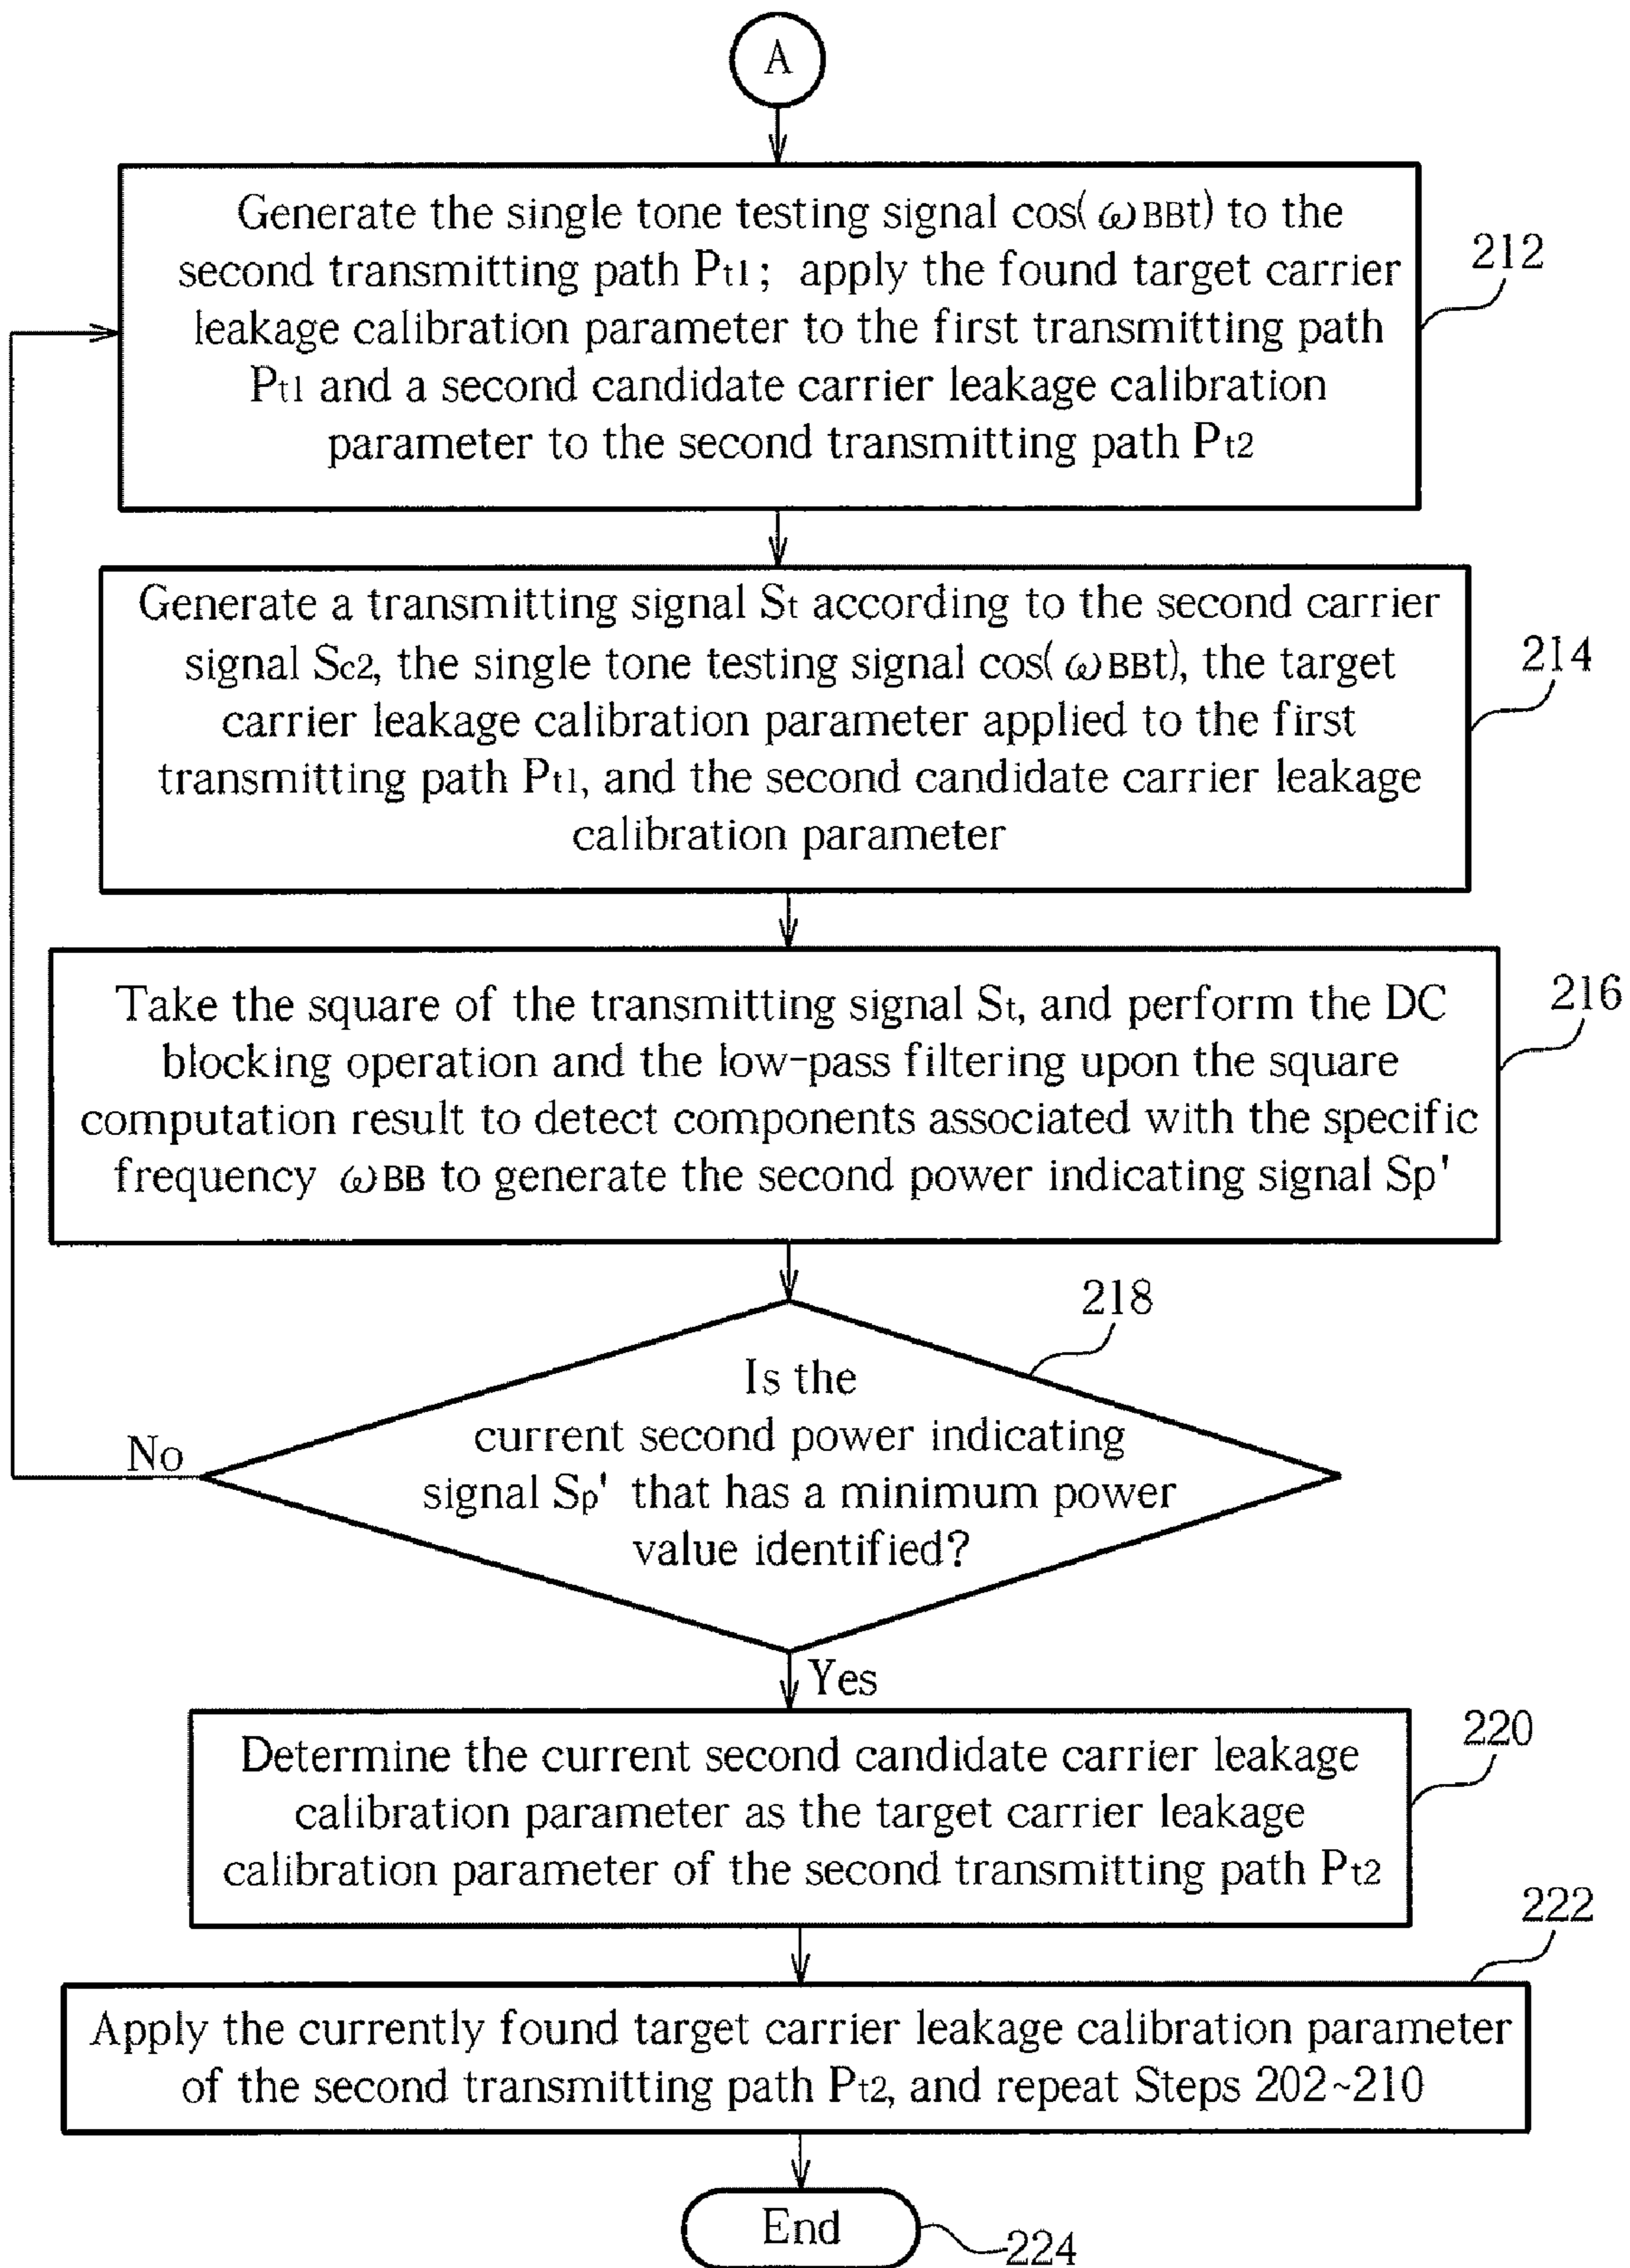 A
Generate the single tone testing signal cos(ωBBt) to the
second transmitting path Pt1; apply the found target carrier
leakage calibration parameter to the first transmitting path
Pt1 and a second candidate carrier leakage calibration
parameter to the second transmitting path Pt2
212
Generate a transmitting signal St according to the second carrier
signal Sc2, the single tone testing signal cos(ωBBt), the target
carrier leakage calibration parameter applied to the first
transmitting path Pt1, and the second candidate carrier leakage
calibration parameter
214
Take the square of the transmitting signal St, and perform the DC
blocking operation and the low-pass filtering upon the square
computation result to detect components associated with the specific
frequency ωBB to generate the second power indicating signal Sp'
216
Is the
current second power indicating
signal Sp' that has a minimum power
value identified?
218
No
Yes
Determine the current second candidate carrier leakage
calibration parameter as the target carrier leakage
calibration parameter of the second transmitting path Pt2
220
Apply the currently found target carrier leakage calibration parameter
of the second transmitting path Pt2, and repeat Steps 202~210
222
End
224